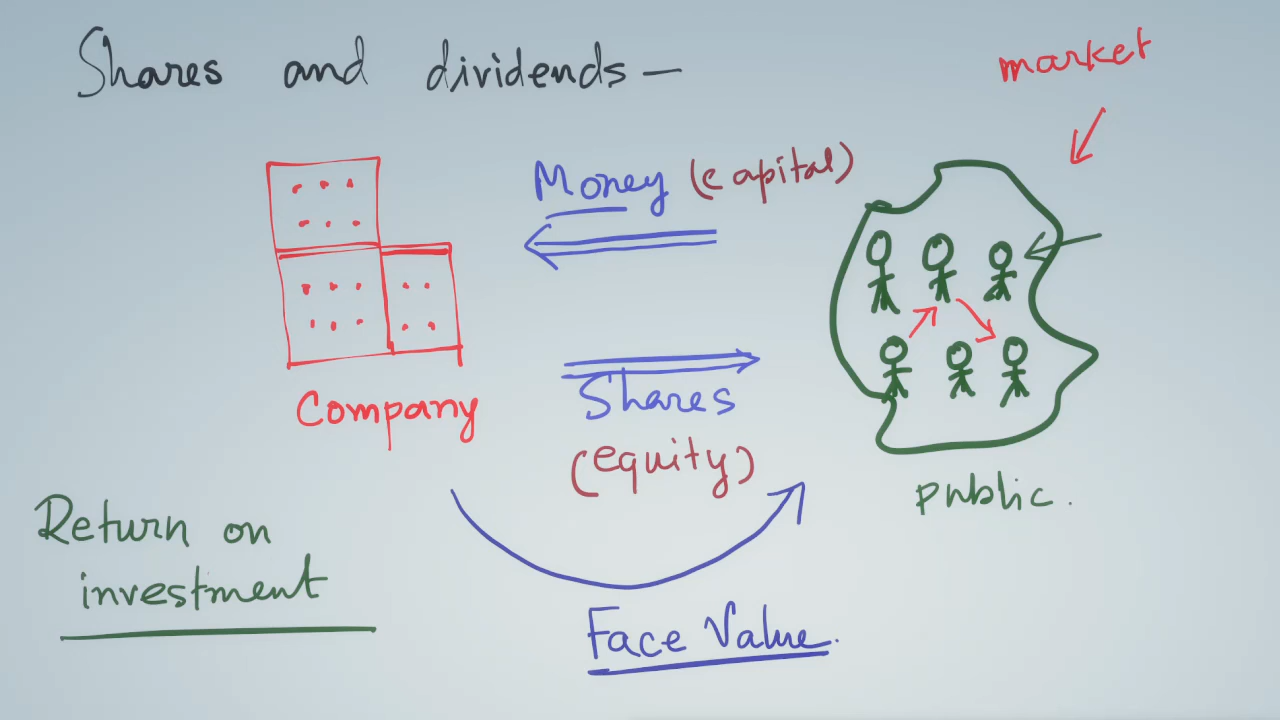 Shares and dividends —
market
Money (capital)
Shares
(equity)
Company
public.
Return on
investment
Face Value.